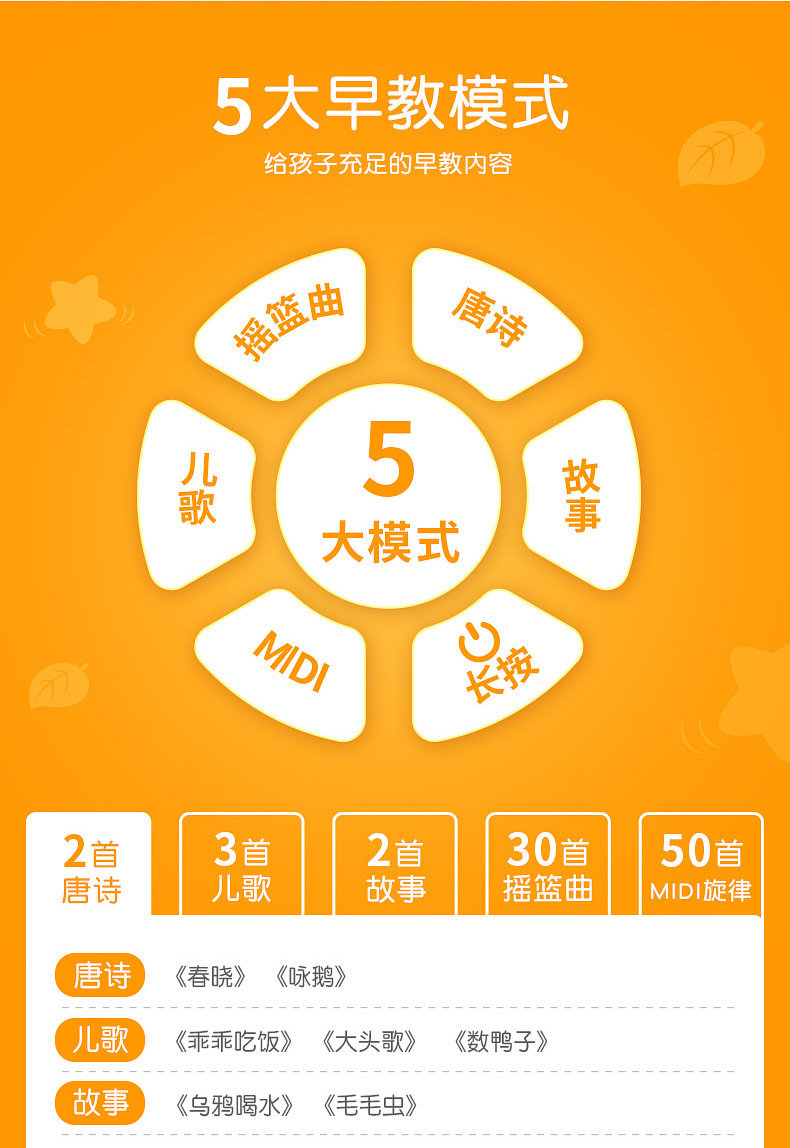 5大早教模式
给孩子充足的早教内容
摇篮曲
唐诗
儿歌
故事
5
大模式
MIDI
长按
2首
唐诗
3首
儿歌
2首
故事
30首
摇篮曲
50首
MIDI旋律
唐诗 《春晓》 《咏鹅》
儿歌 《乖乖吃饭》 《大头歌》 《数鸭子》
故事 《乌鸦喝水》 《毛毛虫》